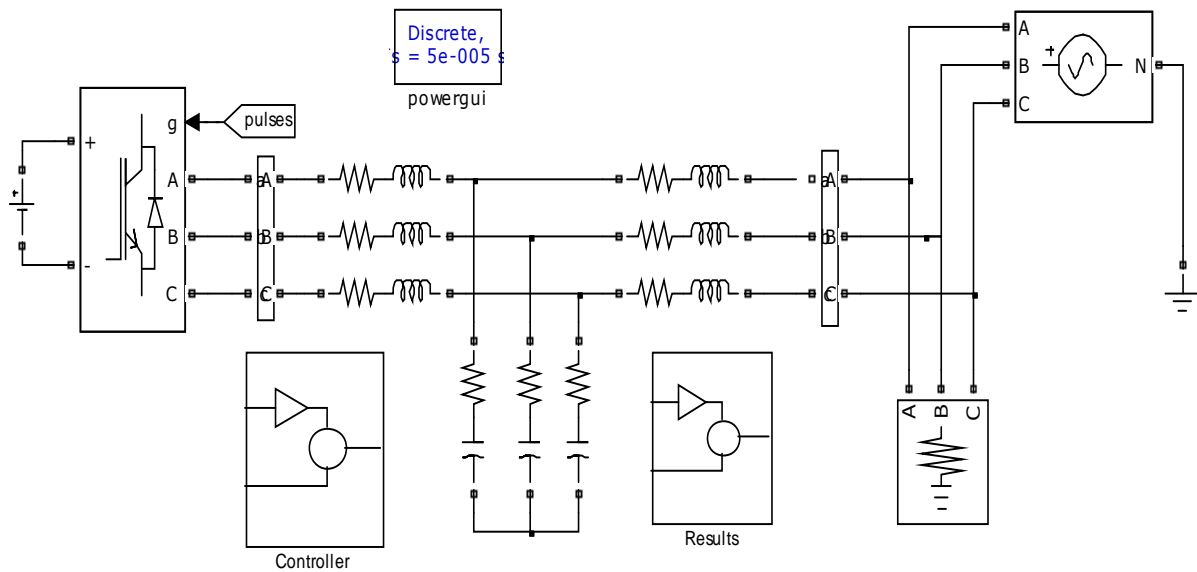 Discrete,
s = 5e-005 s
powergui
A
B
C
N
g
pulses
+
-
A
B
C
A
B
C
A
B
C
A
B
C
Controller
Results